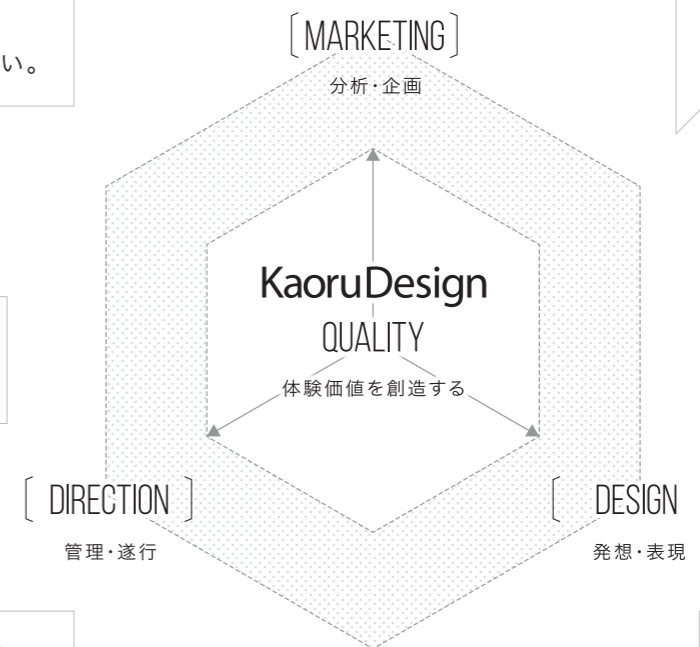 [MARKETING]
い。
分析・企画
KaoruDesign
QUALITY
体験価値を創造する
[ DIRECTION ]
[ DESIGN
管理・遂行
発想・表現